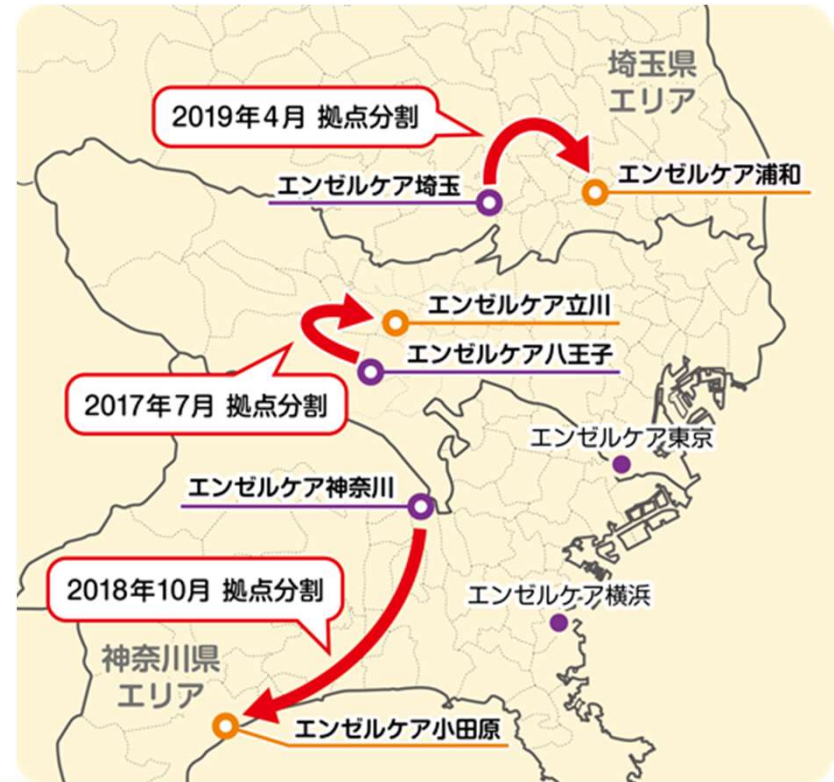 埼玉県
エリア
2019年4月 拠点分割
エンゼルケア埼玉
エンゼルケア浦和
エンゼルケア立川
エンゼルケア八王子
2017年7月 拠点分割
エンゼルケア東京
エンゼルケア神奈川
2018年10月 拠点分割
エンゼルケア横浜
神奈川県
エリア
エンゼルケア小田原